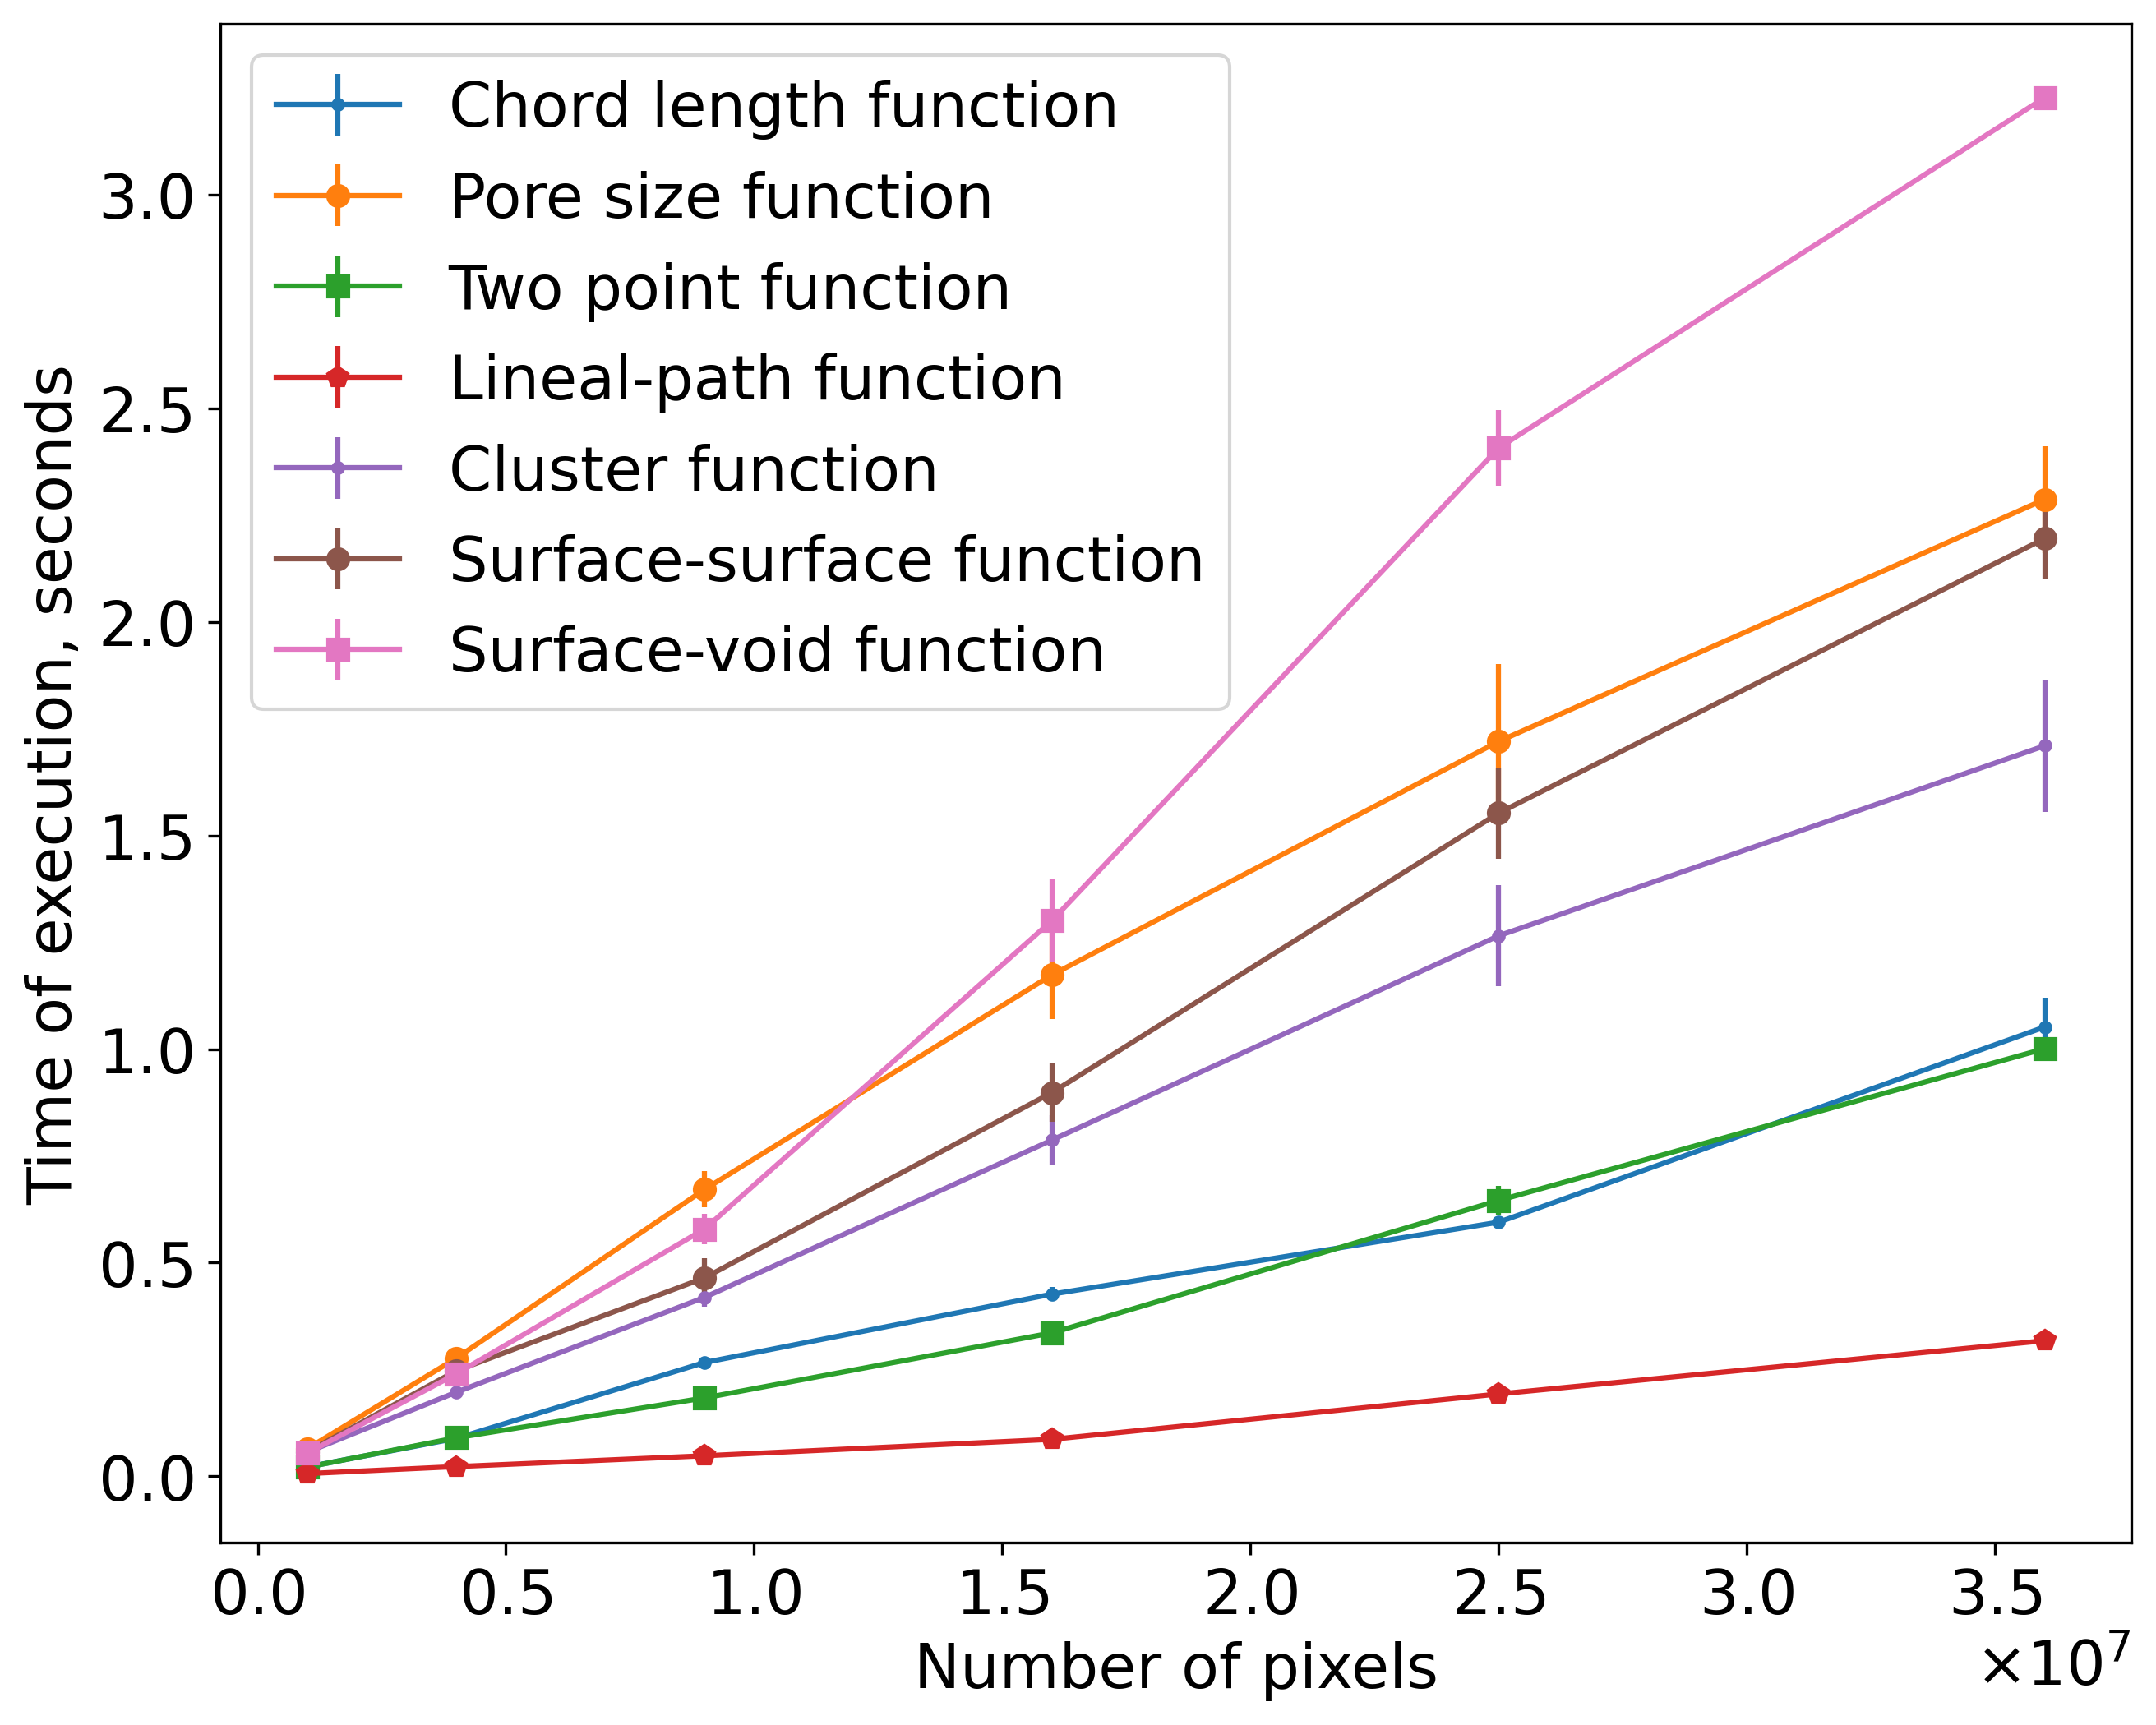 Chord length function
Pore size function
Two point function
Lineal-path function
Cluster function
Surface-surface function
Surface-void function
Time of execution, seconds
3.0
2.5
2.0
1.5
1.0
0.5
0.0
0.0 0.5 1.0 1.5 2.0 2.5 3.0 3.5
Number of pixels
×10⁷